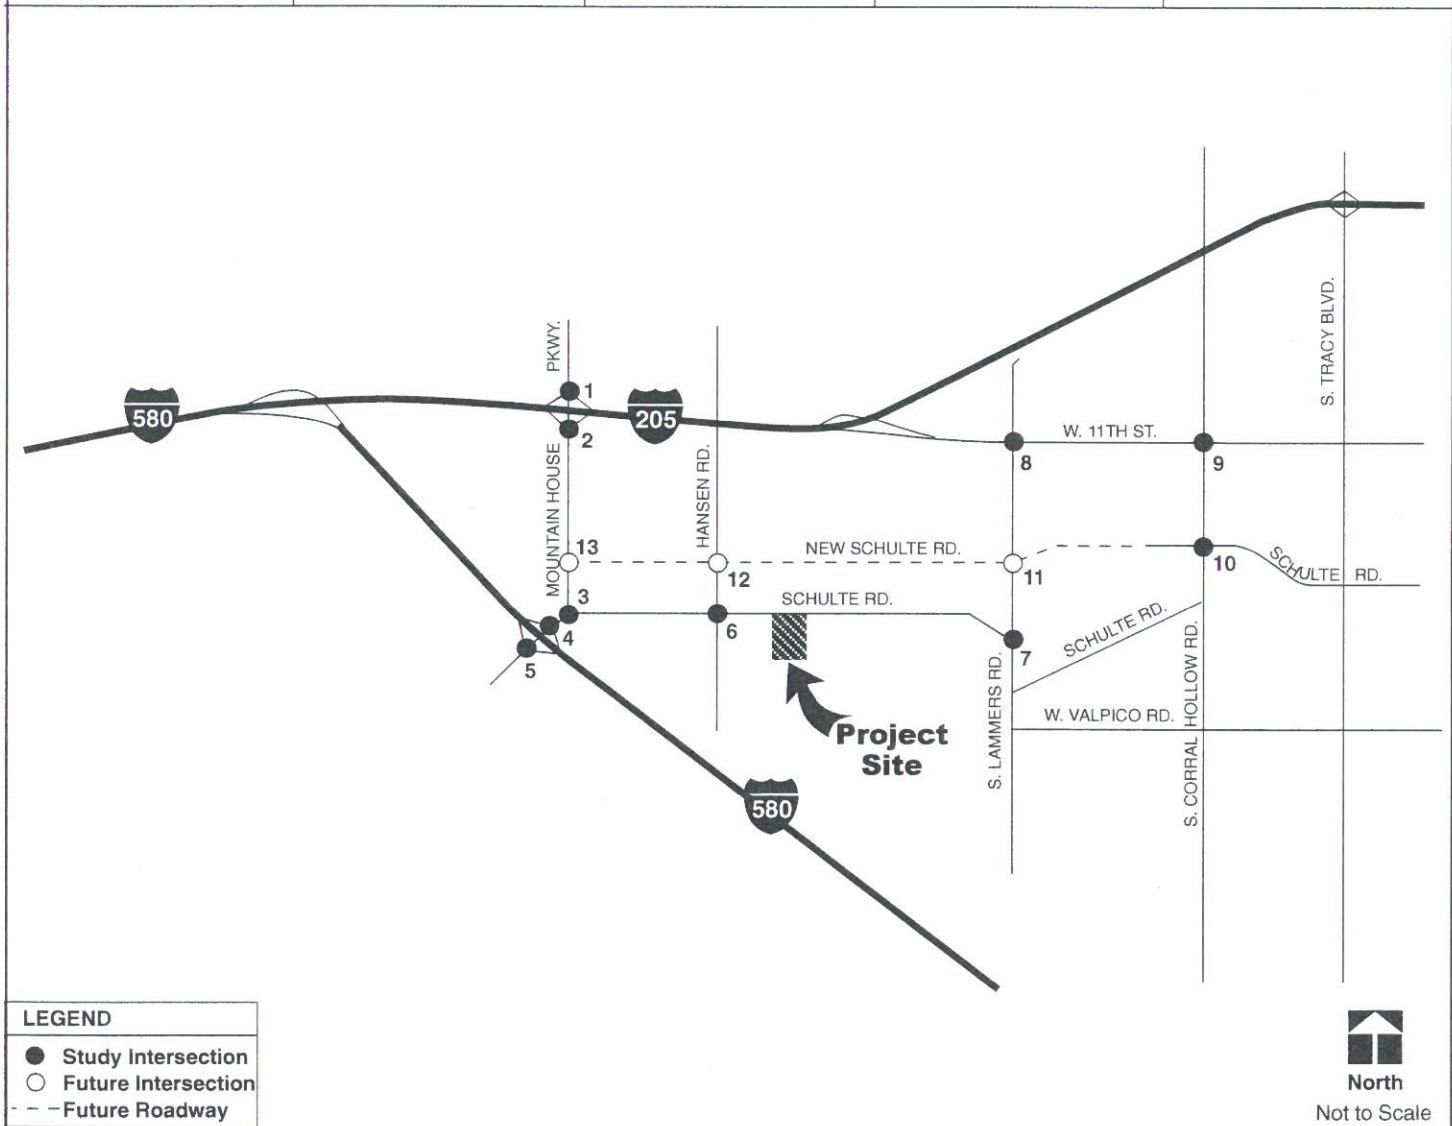 S. TRACY BLVD.
PKWY.
1
580
205
2
W. 11TH ST.
8
9
MOUNTAIN HOUSE
HANSEN RD.
13
NEW SCHULTE RD.
12
11
10
SCHULTE RD.
3
SCHULTE RD.
4
6
5
7
SCHULTE RD.
S. LAMMERS RD.
W. VALPICO RD.
S. CORRAL HOLLOW RD.
Project
Site
580
LEGEND
Study Intersection
Future Intersection
Future Roadway
North
Not to Scale